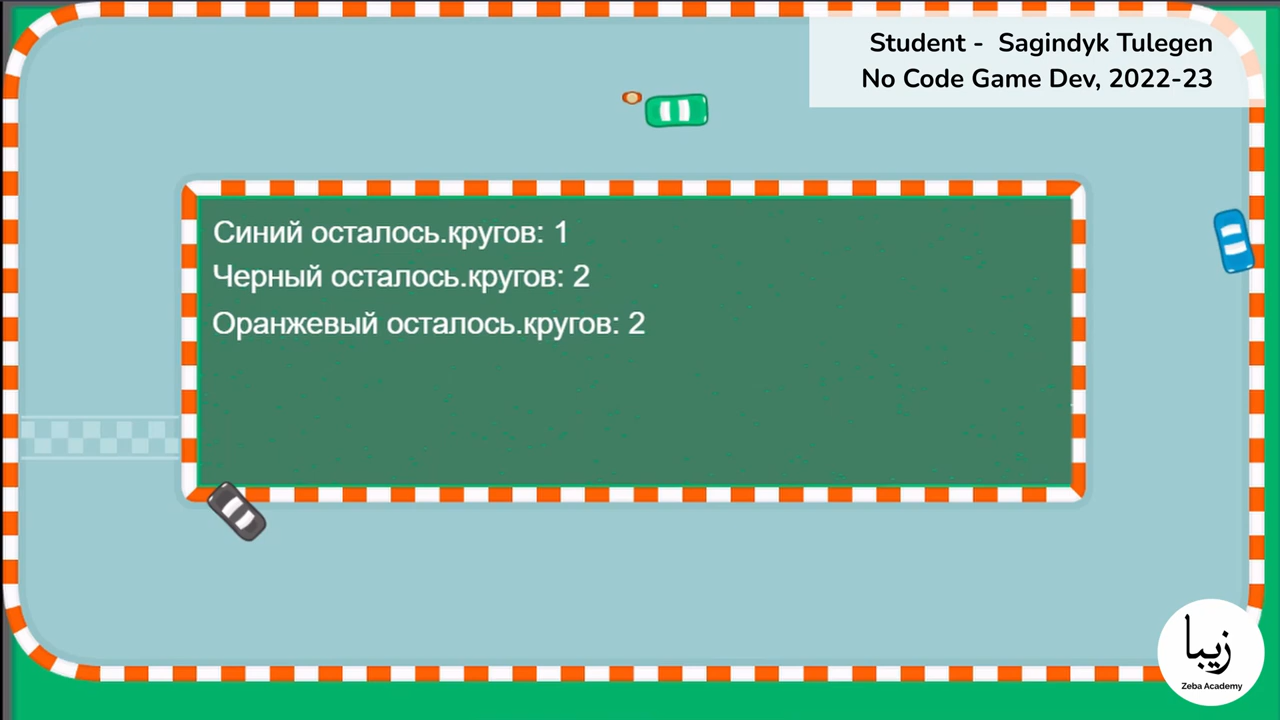 Student - Sagindyk Tulegen
No Code Game Dev, 2022-23
Синий осталось.кругов: 1
Черный осталось.кругов: 2
Оранжевый осталось.кругов: 2
زیبا
Zeba Academy